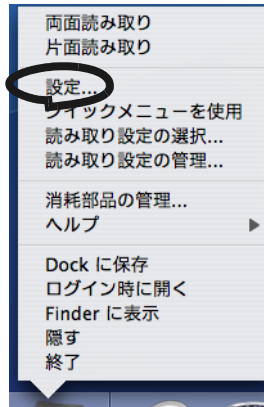 両面読み取り
片面読み取り
設定...
クイックメニューを使用
読み取り設定の選択...
読み取り設定の管理...
消耗部品の管理...
ヘルプ
Dock に保存
ログイン時に開く
Finder に表示
隠す
終了